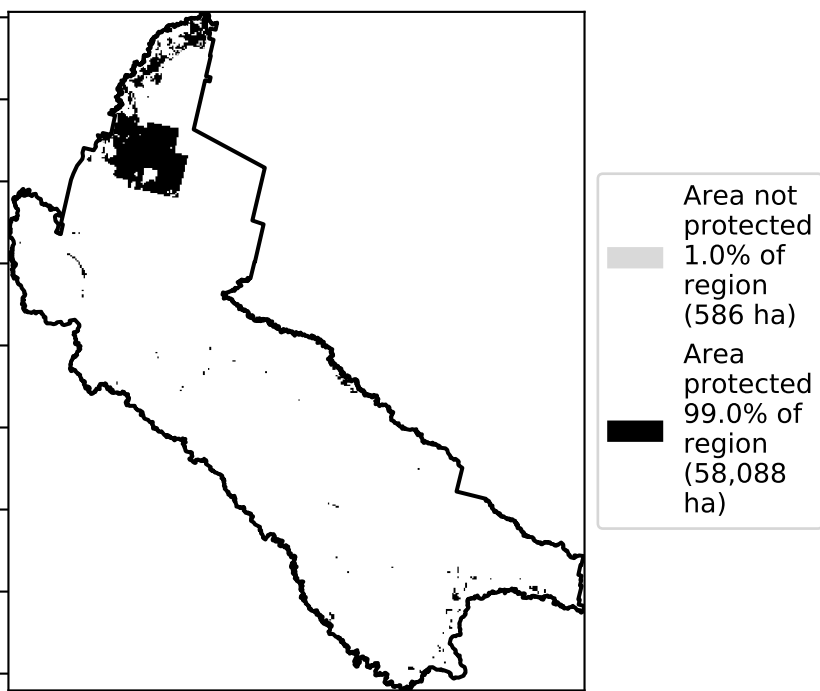 Area not
protected
1.0% of
region
(586 ha)
Area
protected
99.0% of
region
(58,088
ha)